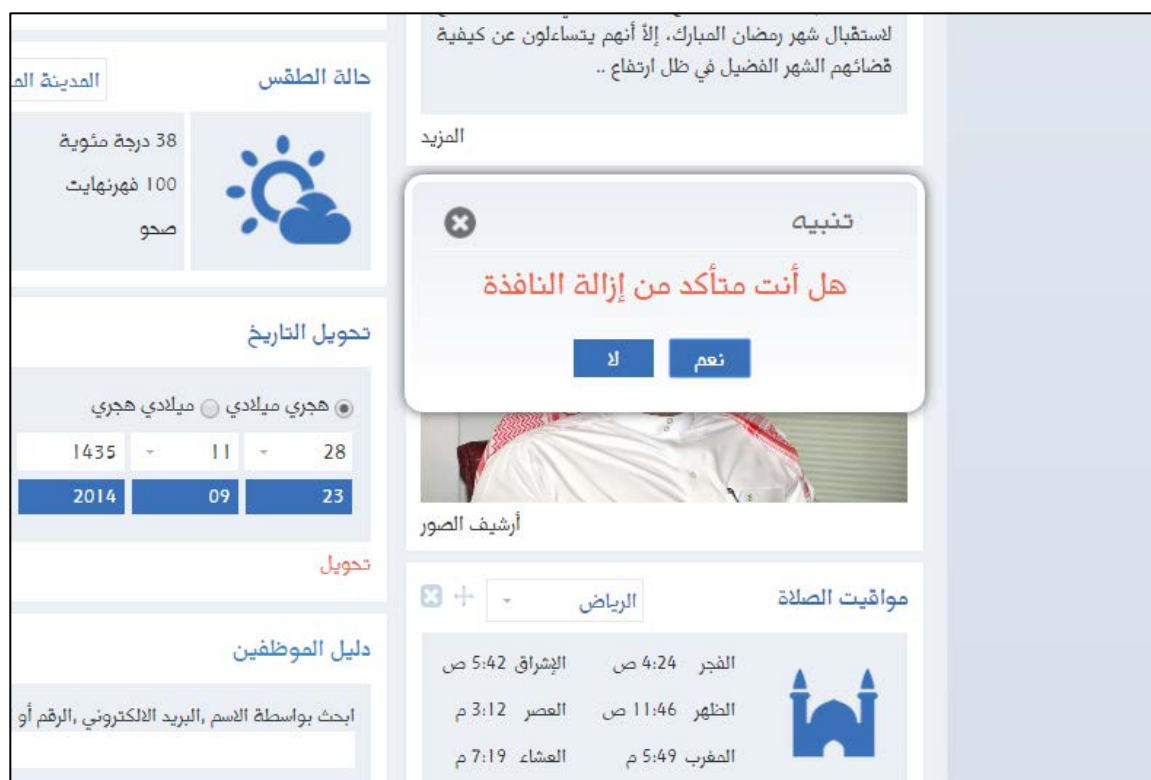 لاستقبال شهر رمضان المبارك، إلاّ أنهم يتساءلون عن كيفية
قضائهم الشهر الفضيل في ظل ارتفاع ..
المزيد
تنبيه
هل أنت متأكد من إزالة النافذة
نعم لا
أرشيف الصور
مواقيت الصلاة الرياض
الفجر 4:24 ص الإشراق 5:42 ص
الظهر 11:46 ص العصر 3:12 م
المغرب 5:49 م العشاء 7:19 م
حالة الطقس المدينة
38 درجة مئوية
100 فهرنهايت
صحو
تحويل التاريخ
هجري ميلادي ميلادي هجري
28 11 1435
23 09 2014
تحويل
دليل الموظفين
ابحث بواسطة الاسم ,البريد الالكتروني ,الرقم أو